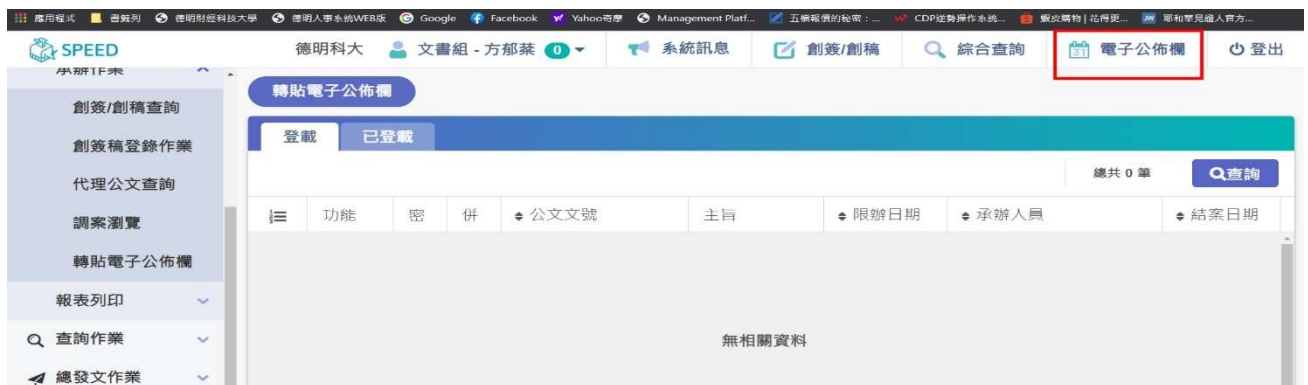 應用程式 書籤列 德明財經科技大學 德明人事系統WEB版 Google Facebook Yahoo奇摩 Management Platf... 五檔報價的秘密：... CDP逆勢操作系統... 蝦皮購物 | 花得更... 耶和華見證人官方...
SPEED 德明科大 文書組 - 方郁棻 0 系統訊息 創簽/創稿 綜合查詢 電子公佈欄 登出
承辦作業
創簽/創稿查詢
創簽稿登錄作業
代理公文查詢
調案瀏覽
轉貼電子公佈欄
報表列印
查詢作業
總發文作業
轉貼電子公佈欄
登載 已登載
總共 0 筆 查詢
功能 密 併 公文文號 主旨 限辦日期 承辦人員 結案日期
無相關資料